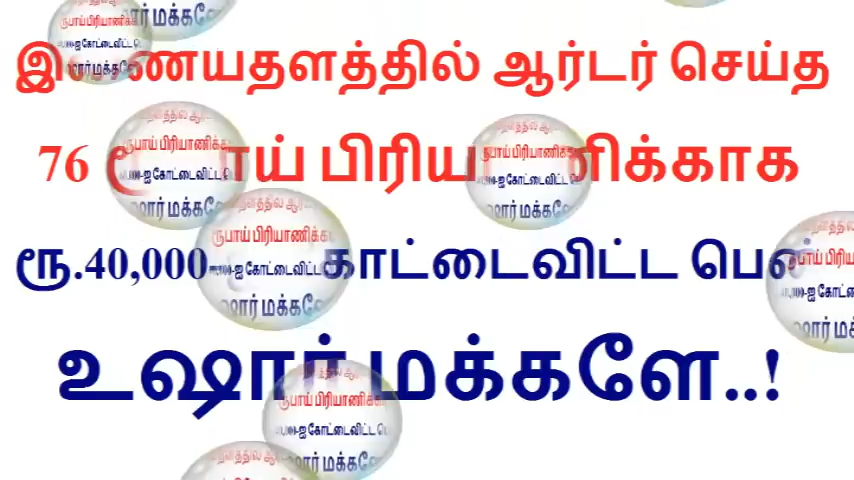 இணையதளத்தில் ஆர்டர் செய்த
76 ரூபாய் பிரியாணிக்காக
ரூ.40,000-ஐ கோட்டைவிட்ட பெண்
உஷார் மக்களே..!